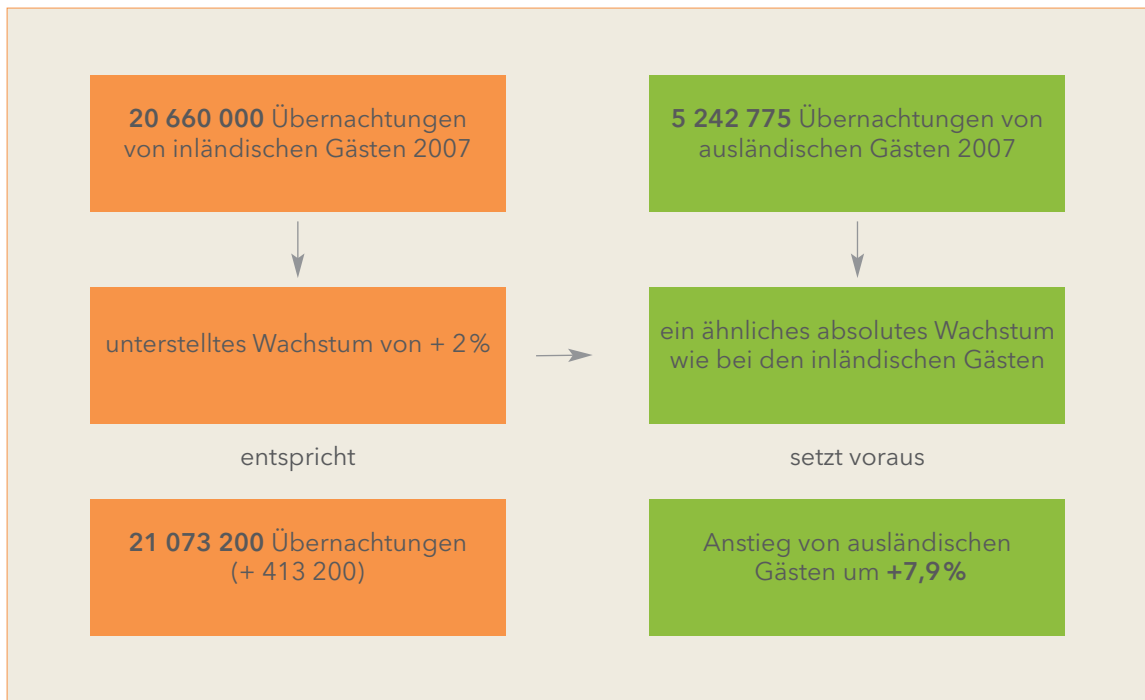 20 660 000 Übernachtungen
von inländischen Gästen 2007
5 242 775 Übernachtungen von
ausländischen Gästen 2007
unterstelltes Wachstum von + 2 %
ein ähnliches absolutes Wachstum
wie bei den inländischen Gästen
entspricht
setzt voraus
21 073 200 Übernachtungen
(+ 413 200)
Anstieg von ausländischen
Gästen um +7,9 %